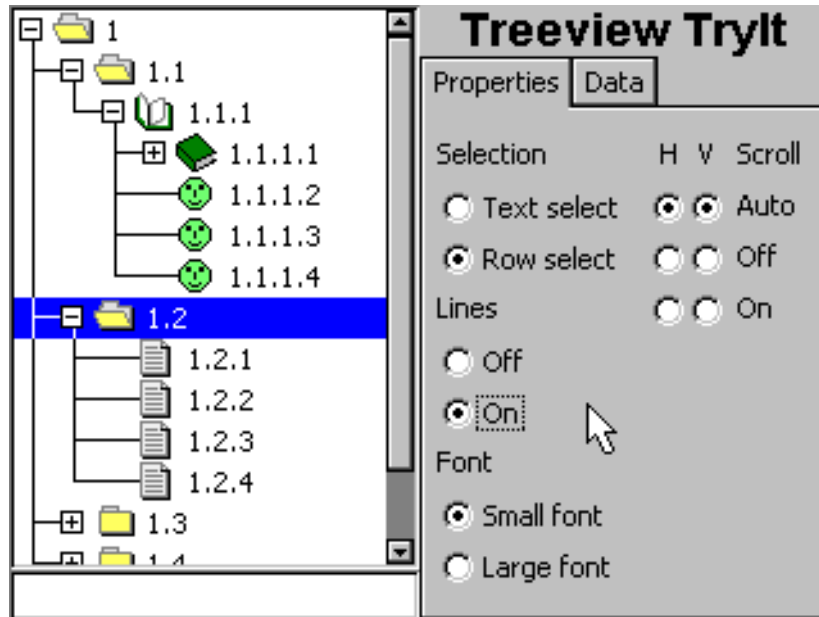 1
1.1
1.1.1
1.1.1.1
1.1.1.2
1.1.1.3
1.1.1.4
1.2
1.2.1
1.2.2
1.2.3
1.2.4
1.3
1.4
Treeview TryIt
Properties Data
Selection H V Scroll
Text select Auto
Row select Off
Lines On
Off
On
Font
Small font
Large font